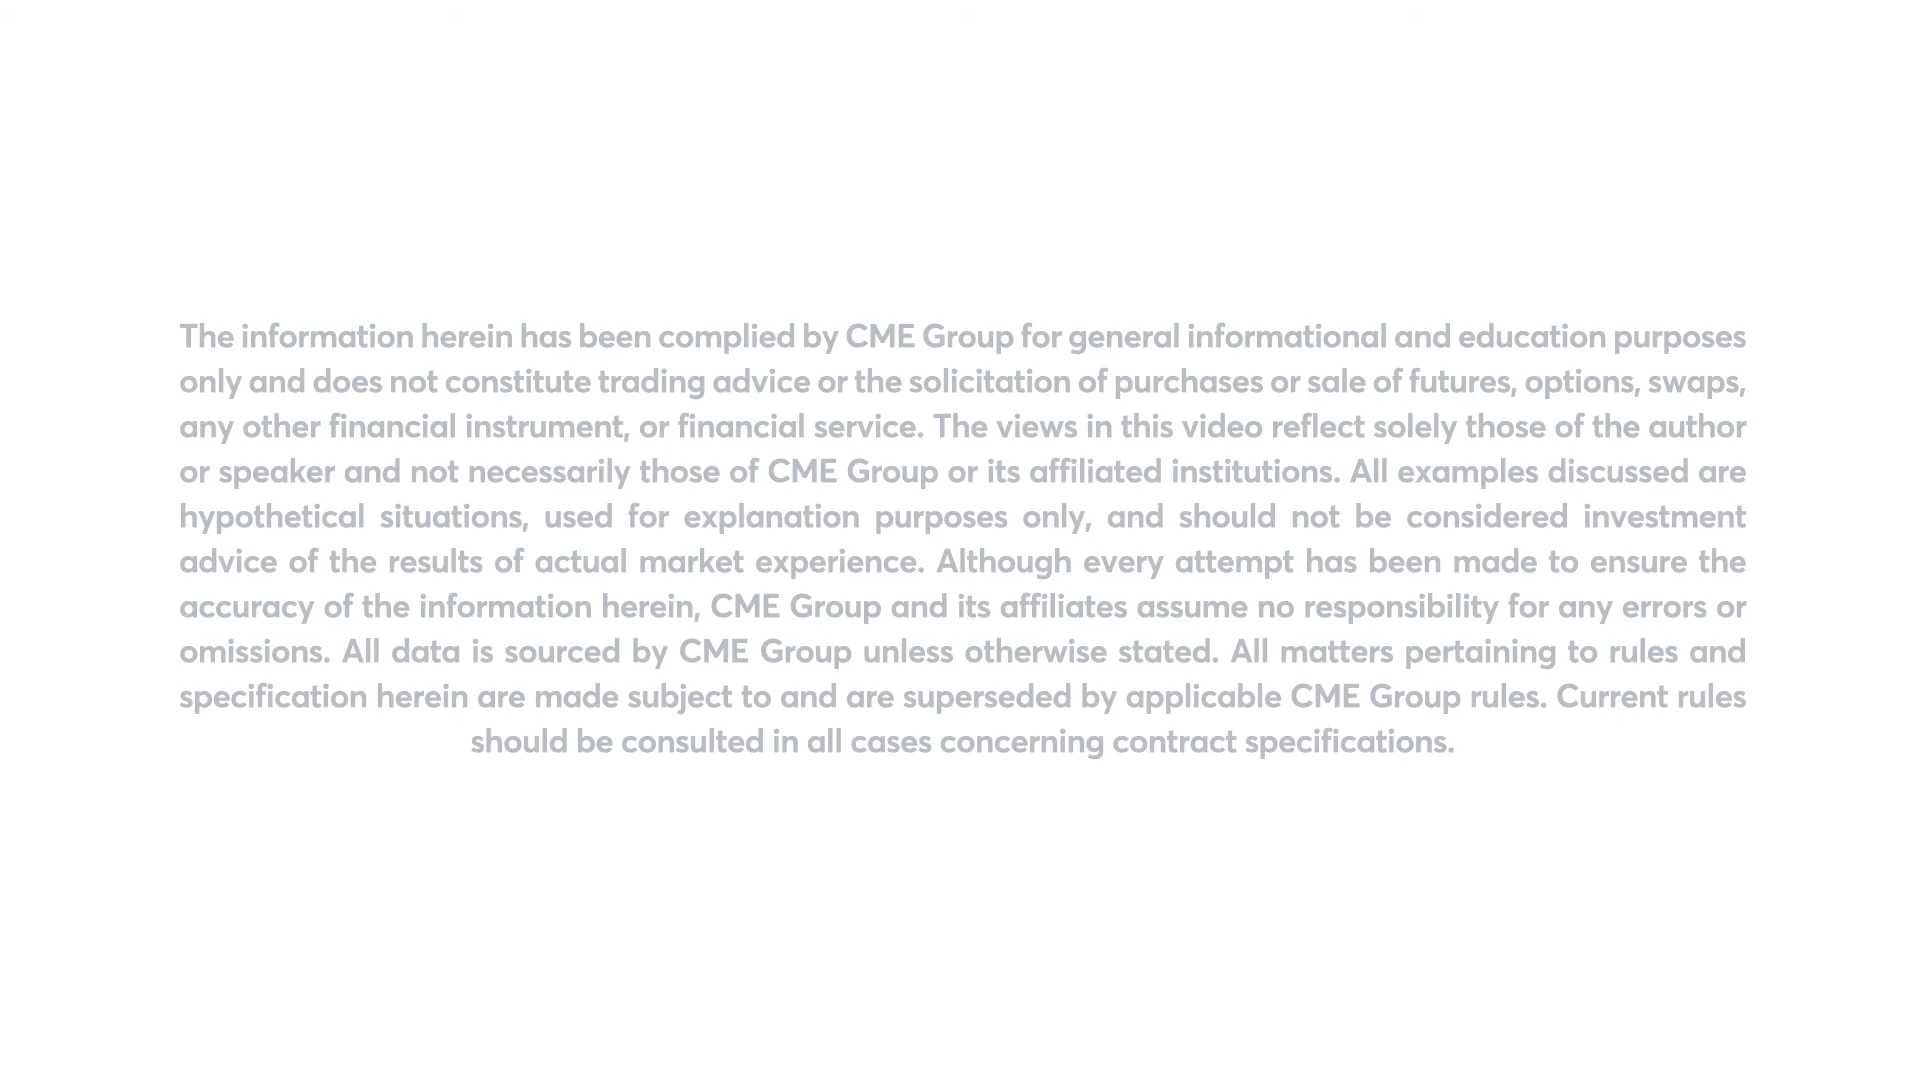 The information herein has been complied by CME Group for general informational and education purposes
only and does not constitute trading advice or the solicitation of purchases or sale of futures, options, swaps,
any other financial instrument, or financial service. The views in this video reflect solely those of the author
or speaker and not necessarily those of CME Group or its affiliated institutions. All examples discussed are
hypothetical situations, used for explanation purposes only, and should not be considered investment
advice of the results of actual market experience. Although every attempt has been made to ensure the
accuracy of the information herein, CME Group and its affiliates assume no responsibility for any errors or
omissions. All data is sourced by CME Group unless otherwise stated. All matters pertaining to rules and
specification herein are made subject to and are superseded by applicable CME Group rules. Current rules
should be consulted in all cases concerning contract specifications.